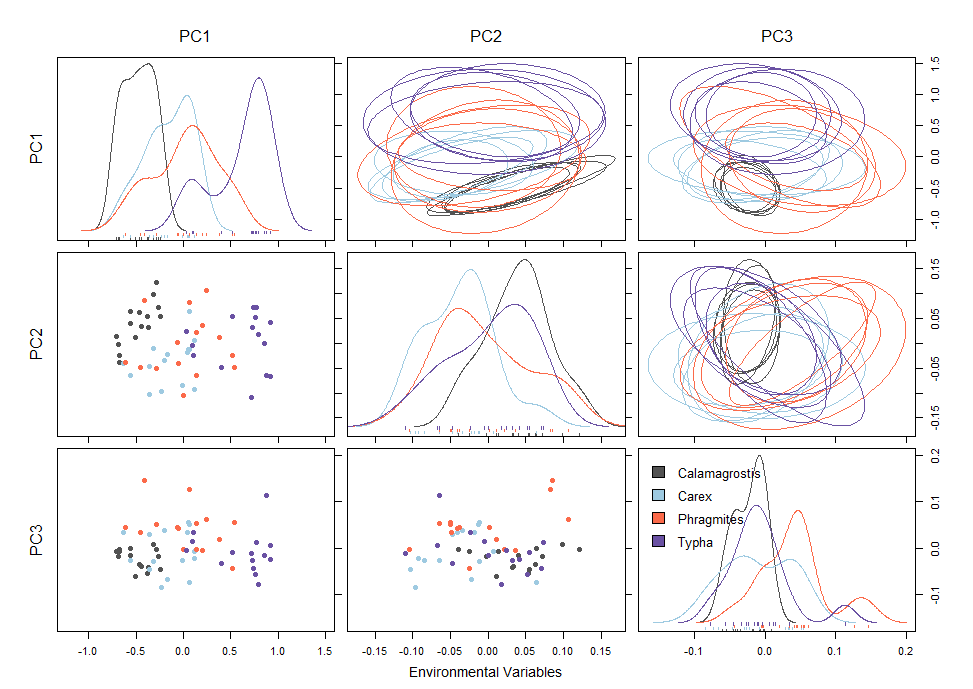 PC1 PC2 PC3
PC1
1.5
1.0
0.5
0.0
-0.5
-1.0
PC2
0.15
0.05
-0.05
-0.15
PC3
0.2
0.1
0.0
-0.1
Calamagrostis
Carex
Phragmites
Typha
-1.0 -0.5 0.0 0.5 1.0 1.5
-0.15 -0.10 -0.05 0.00 0.05 0.10 0.15
-0.1 0.0 0.1 0.2
Environmental Variables